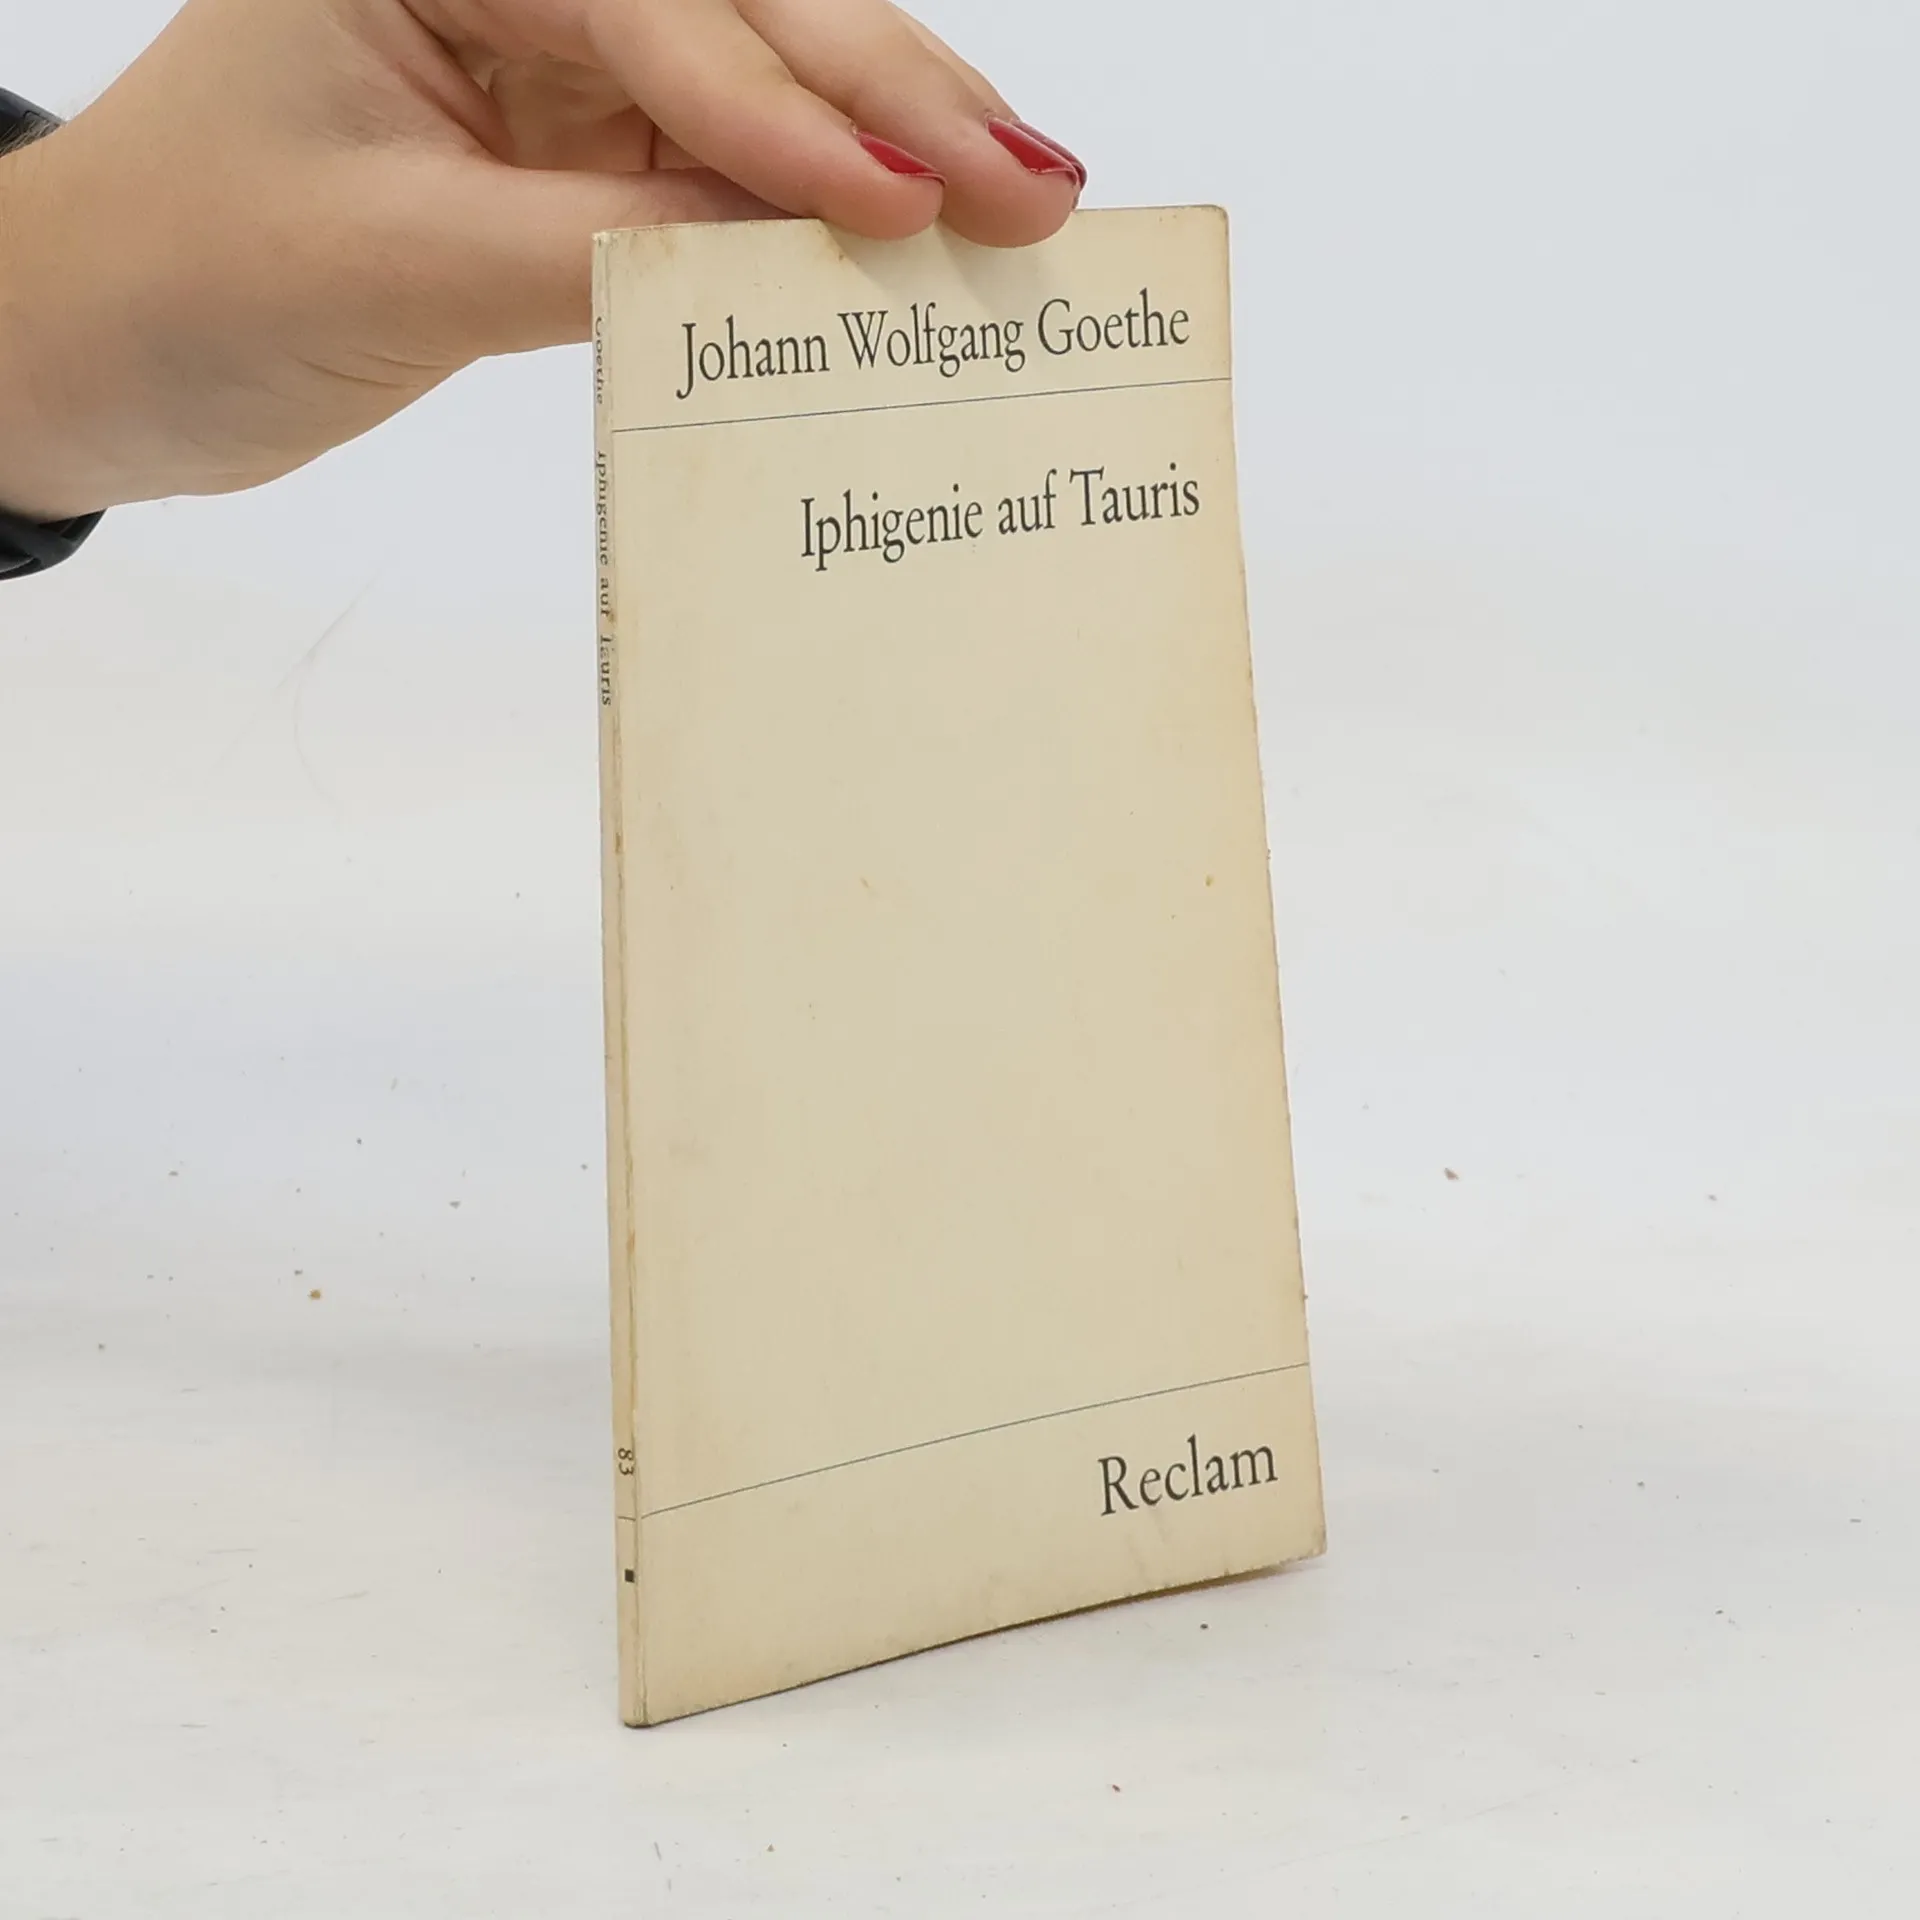 Johann Wolfgang Goethe
Iphigenie auf Tauris
Reclam
Goethe Iphigenie auf Tauris
83